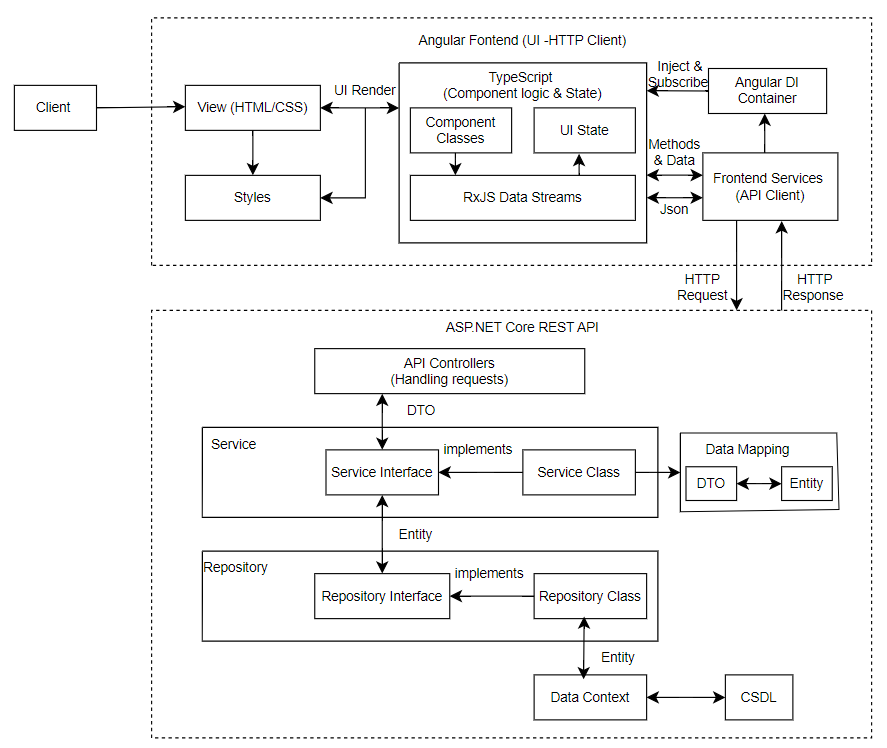 Angular Fontend (UI -HTTP Client)
Client
View (HTML/CSS)
UI Render
Styles
TypeScript
(Component logic & State)
Component
Classes
UI State
RxJS Data Streams
Inject &
Subscribe
Angular DI
Container
Methods
& Data
Json
Frontend Services
(API Client)
HTTP
Request
HTTP
Response
ASP.NET Core REST API
API Controllers
(Handling requests)
DTO
Service
Service Interface
implements
Service Class
Data Mapping
DTO
Entity
Entity
Repository
Repository Interface
implements
Repository Class
Entity
Data Context
CSDL